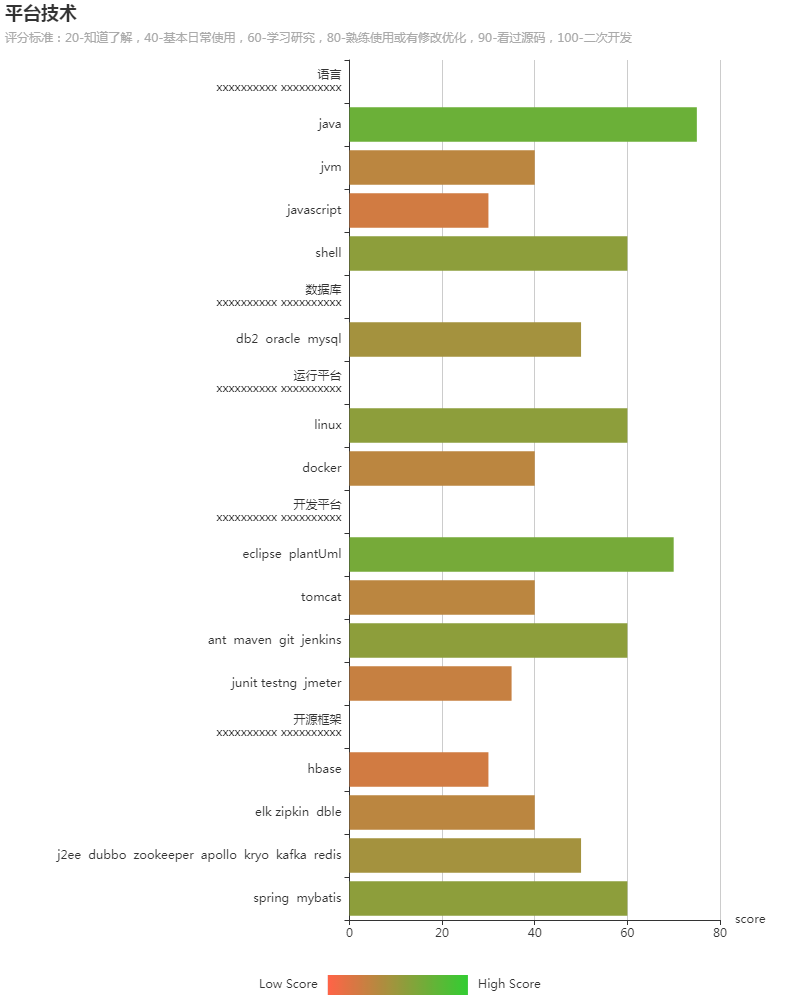 平台技术
评分标准：20-知道了解，40-基本日常使用，60-学习研究，80-熟练使用或有修改优化，90-看过源码，100-二次开发
语言
xxxxxxxxxx xxxxxxxxxx
java
jvm
javascript
shell
数据库
xxxxxxxxxx xxxxxxxxxx
db2 oracle mysql
运行平台
xxxxxxxxxx xxxxxxxxxx
linux
docker
开发平台
xxxxxxxxxx xxxxxxxxxx
eclipse plantUml
tomcat
ant maven git jenkins
junit testng jmeter
开源框架
xxxxxxxxxx xxxxxxxxxx
hbase
elk zipkin dble
j2ee dubbo zookeeper apollo kryo kafka redis
spring mybatis
score
0 20 40 60 80
Low Score High Score